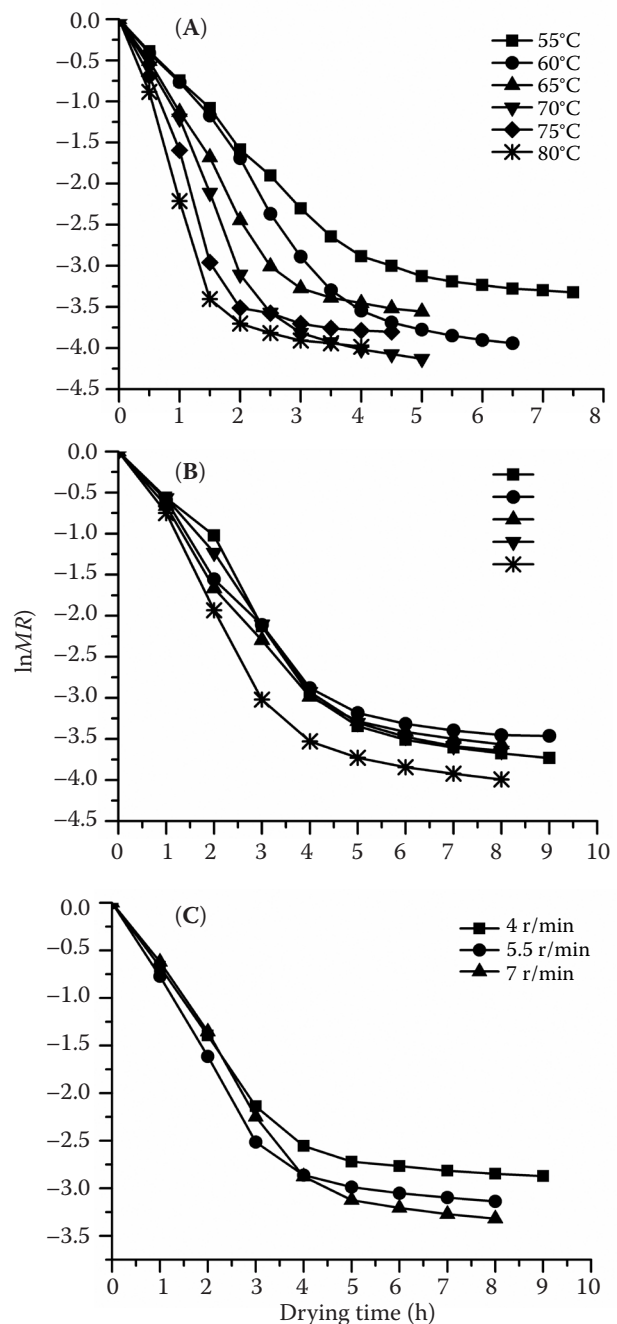 (A)
55°C
60°C
65°C
70°C
75°C
80°C
0.0
−0.5
−1.0
−1.5
−2.0
−2.5
−3.0
−3.5
−4.0
−4.5
0 1 2 3 4 5 6 7 8
(B)
0.0
−0.5
−1.0
−1.5
−2.0
−2.5
−3.0
−3.5
−4.0
−4.5
lnMR)
0 1 2 3 4 5 6 7 8 9 10
(C)
4 r/min
5.5 r/min
7 r/min
0.0
−0.5
−1.0
−1.5
−2.0
−2.5
−3.0
−3.5
0 1 2 3 4 5 6 7 8 9 10
Drying time (h)